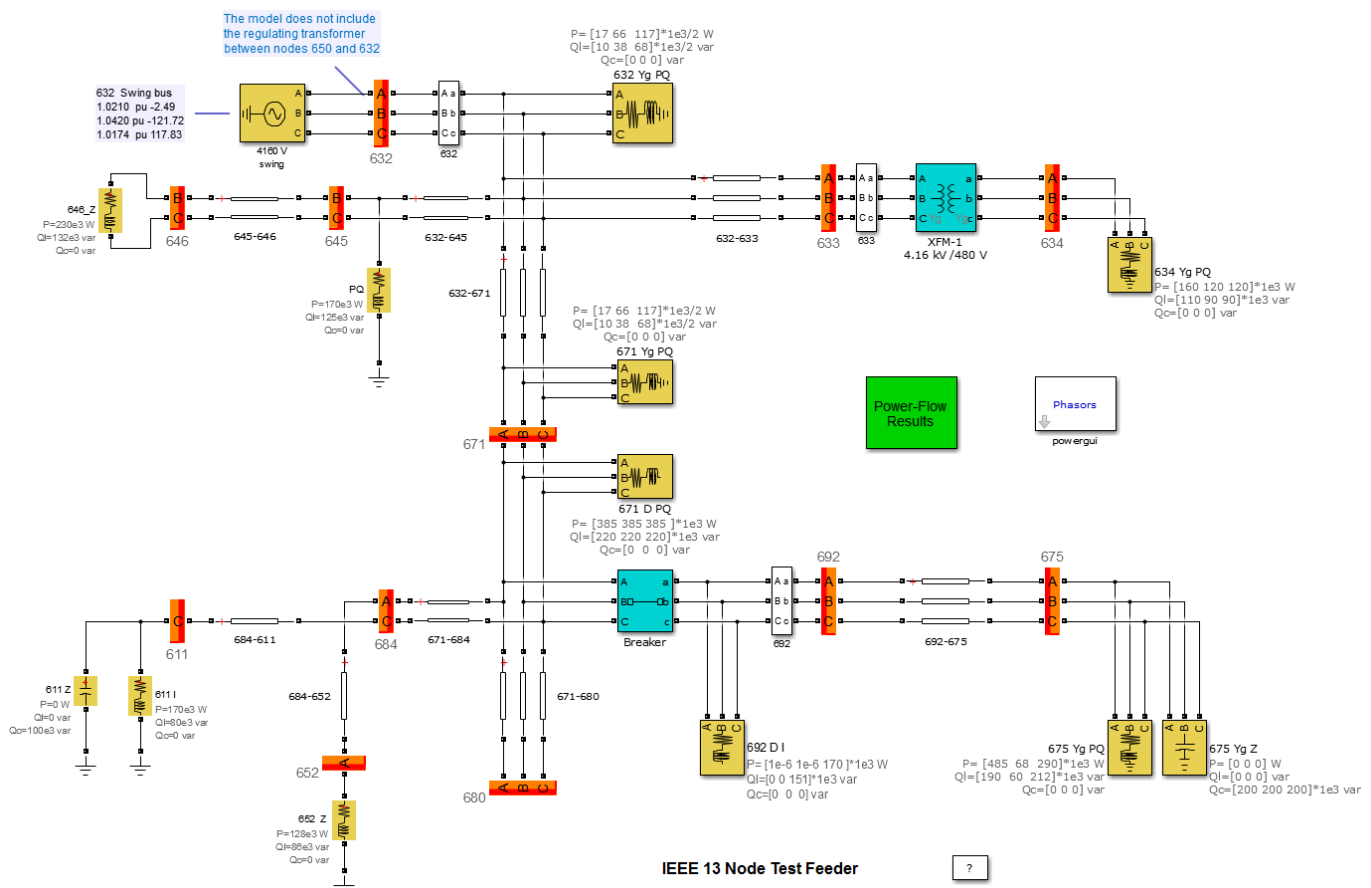 The model does not include
the regulating transformer
between nodes 650 and 632
632 Swing bus
1.0210 pu -2.49
1.0420 pu -121.72
1.0174 pu 117.83
A
B
C
4160 V
swing
A
B
C
632
A a
B b
C c
632
P= [17 66 117]*1e3/2 W
Ql=[10 38 68]*1e3/2 var
Qc=[0 0 0] var
632 Yg PQ
A
B
C
646_Z
P=230e3 W
Ql=132e3 var
Qc=0 var
B
C
646
645-646
B
C
645
632-645
632-633
A
B
C
633
A a
B b
C c
633
A
B
C
a
b
c
Yg
Yg
XFM-1
4.16 kV /480 V
A
B
C
634
A B C
634 Yg PQ
P= [160 120 120]*1e3 W
Ql=[110 90 90]*1e3 var
Qc=[0 0 0] var
PQ
P=170e3 W
Ql=125e3 var
Qc=0 var
632-671
P= [17 66 117]*1e3/2 W
Ql=[10 38 68]*1e3/2 var
Qc=[0 0 0] var
671 Yg PQ
A
B
C
Power-Flow
Results
Phasors
powergui
671
A B C
A
B
C
671 D PQ
P= [385 385 385 ]*1e3 W
Ql=[220 220 220]*1e3 var
Qc=[0 0 0] var
A
B
C
a
b
c
Breaker
A a
B b
C c
692
692
A
B
C
692-675
675
A
B
C
C
611
684-611
A
C
684
671-684
611 Z
P=0 W
Ql=0 var
Qc=100e3 var
611 I
P=170e3 W
Ql=80e3 var
Qc=0 var
684-652
671-680
652
A
680
A B C
652 Z
P=128e3 W
Ql=86e3 var
Qc=0 var
A B C
692 D I
P= [1e-6 1e-6 170 ]*1e3 W
Ql=[0 0 151]*1e3 var
Qc=[0 0 0] var
A B C
675 Yg PQ
P= [485 68 290]*1e3 W
Ql=[190 60 212]*1e3 var
Qc=[0 0 0] var
A B C
675 Yg Z
P= [0 0 0] W
Ql=[0 0 0] var
Qc=[200 200 200]*1e3 var
IEEE 13 Node Test Feeder
?